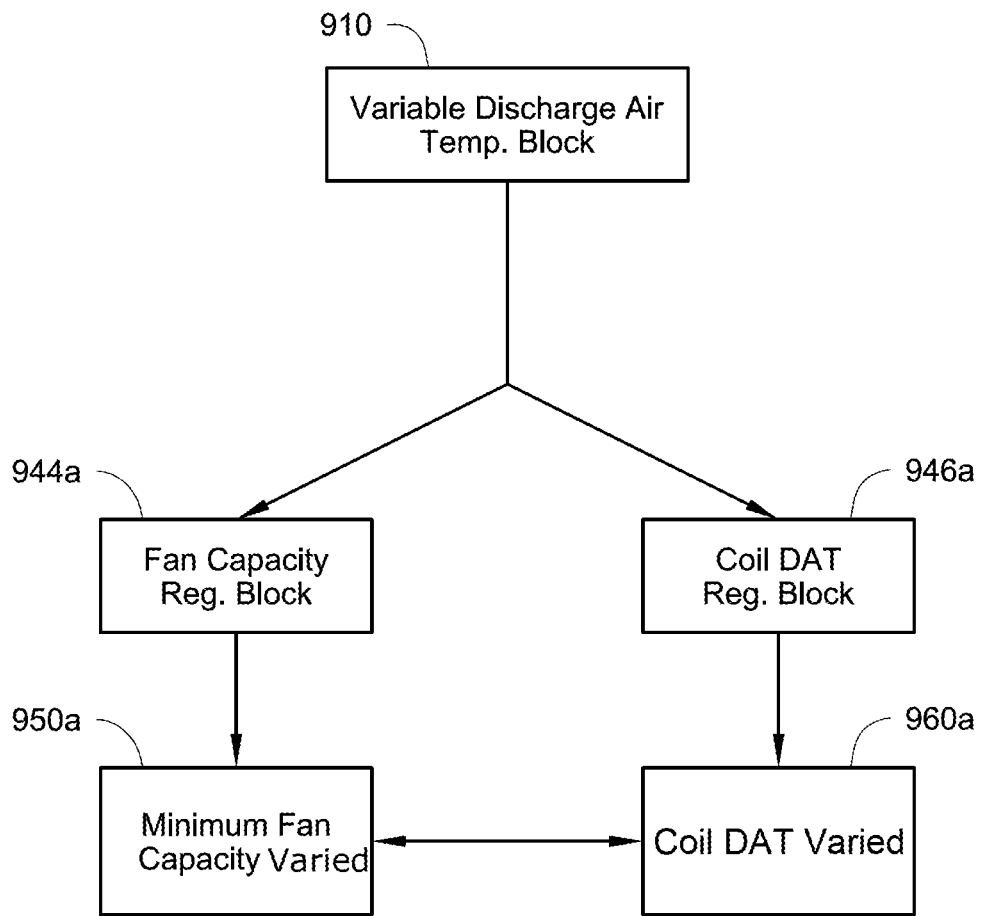 910
Variable Discharge Air
Temp. Block
944a
946a
Fan Capacity
Reg. Block
Coil DAT
Reg. Block
950a
960a
Minimum Fan
Capacity Varied
Coil DAT Varied